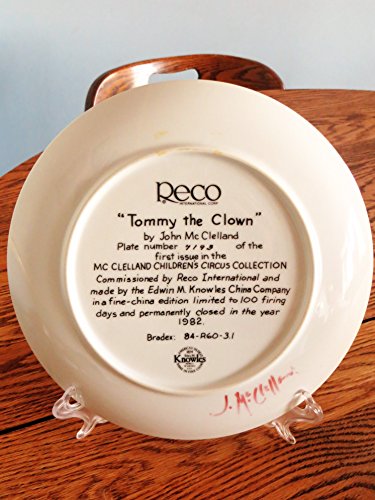 Reco
INTERNATIONAL CORP.
"Tommy the Clown"
by John McClelland
Plate number of the
first issue in the
MC CLELLAND CHILDREN'S CIRCUS COLLECTION
Commissioned by Reco International and
made by the Edwin M. Knowles China Company
in a fine-china edition limited to 100 firing
days and permanently closed in the year
1982.
Bradex: 84-R60-3.1
Knowles
J. McClelland